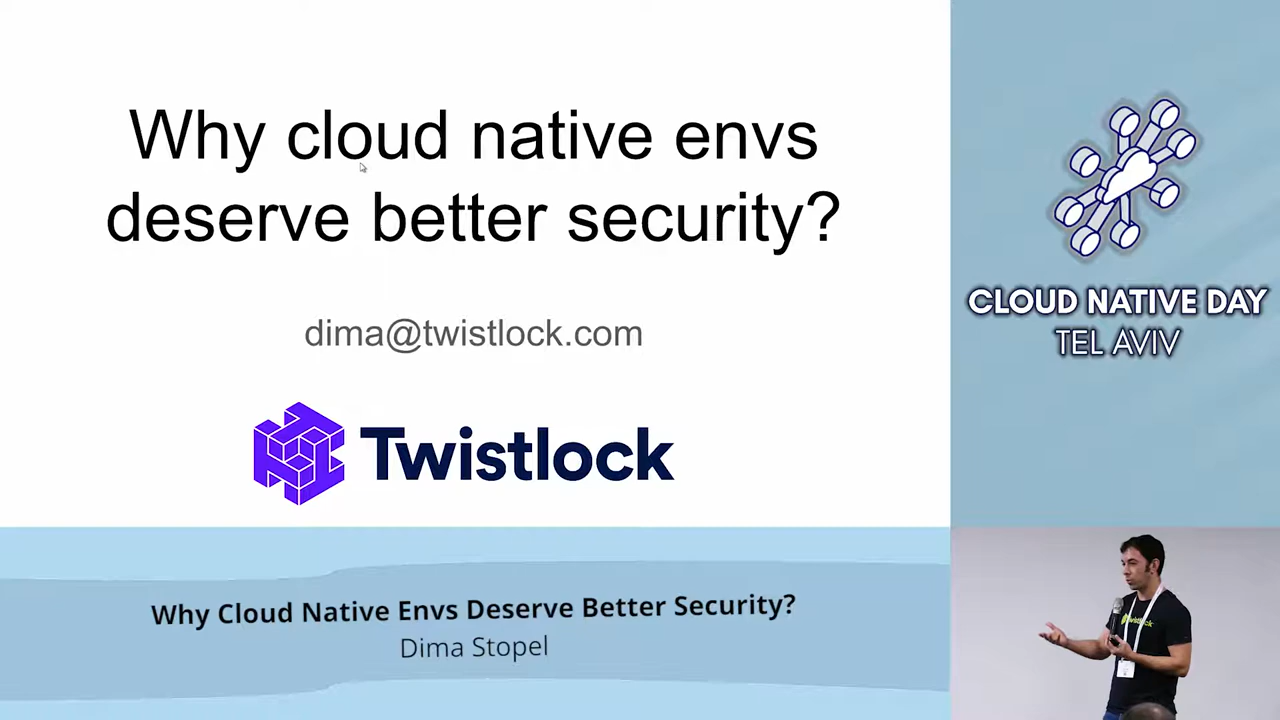 Why cloud native envs
deserve better security?
dima@twistlock.com
Twistlock
CLOUD NATIVE DAY
TEL AVIV
Why Cloud Native Envs Deserve Better Security?
Dima Stopel
Twistlock